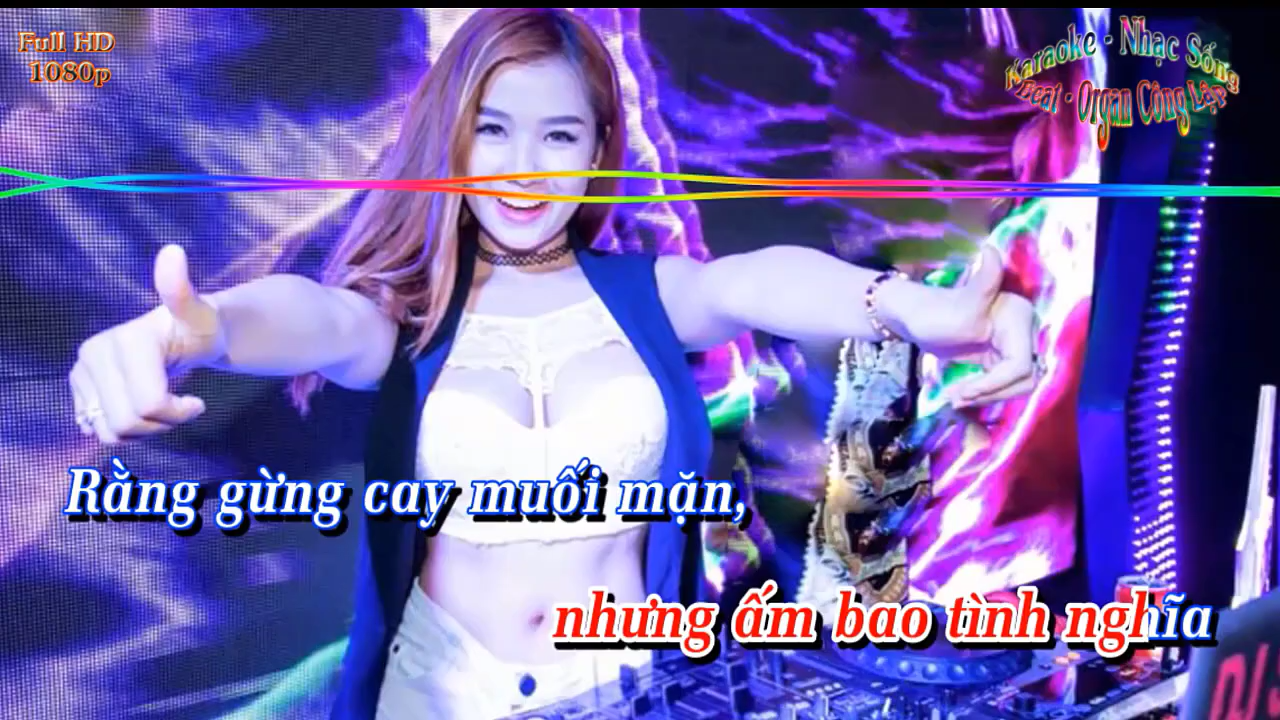 Full HD
1080p
Karaoke - Nhạc Sống
Beat - Organ Công Lập
Rằng gừng cay muối mặn,
nhưng ấm bao tình nghĩa